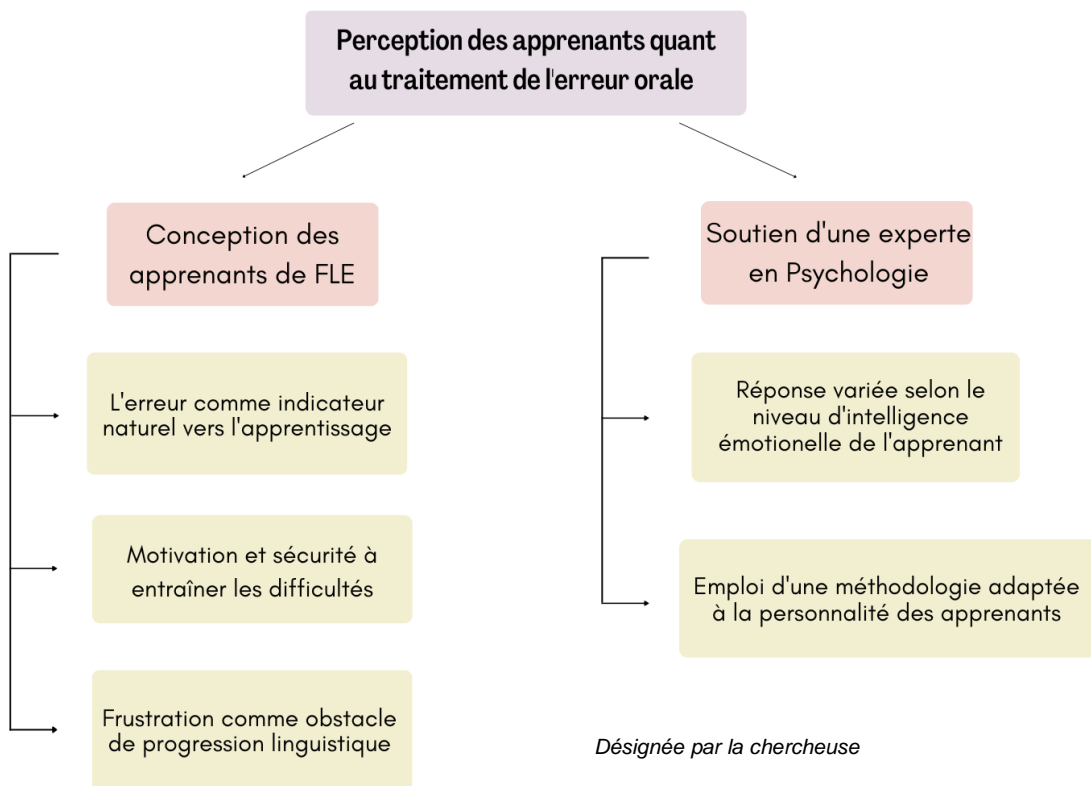 Perception des apprenants quant
au traitement de l'erreur orale
Conception des
apprenants de FLE
L'erreur comme indicateur
naturel vers l'apprentissage
Motivation et sécurité à
entraîner les difficultés
Frustration comme obstacle
de progression linguistique
Soutien d'une experte
en Psychologie
Réponse variée selon le
niveau d'intelligence
émotionelle de l'apprenant
Emploi d'une méthodologie adaptée
à la personnalité des apprenants
Désignée par la chercheuse